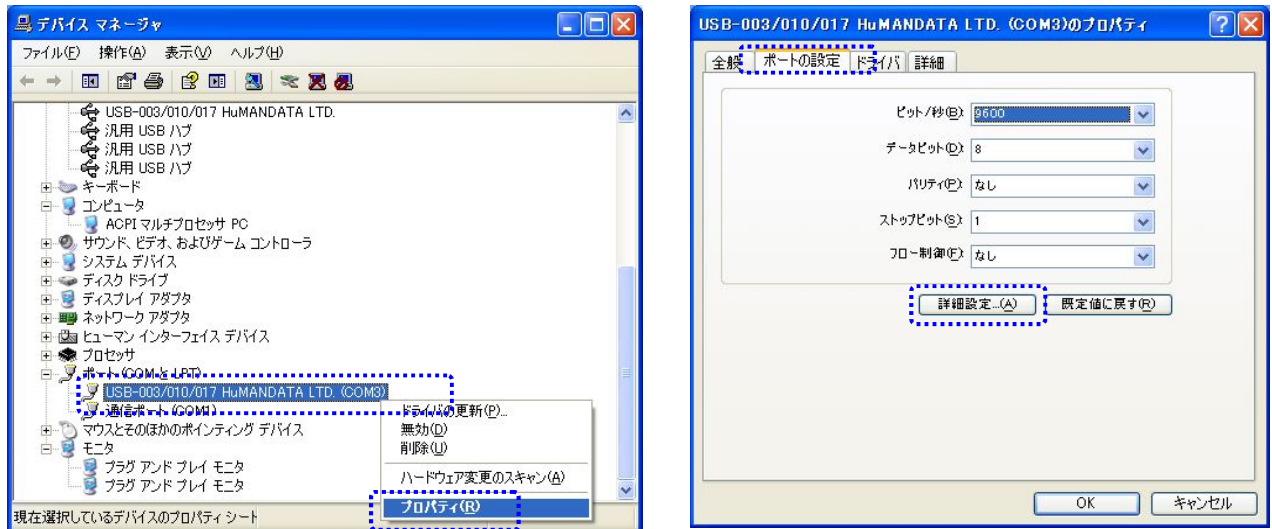 デバイス マネージャ
ファイル(F) 操作(A) 表示(V) ヘルプ(H)
USB-003/010/017 HuMANDATA LTD.
汎用 USB ハブ
汎用 USB ハブ
汎用 USB ハブ
キーボード
コンピュータ
ACPI マルチプロセッサ PC
サウンド、ビデオ、およびゲーム コントローラ
システム デバイス
ディスク ドライブ
ディスプレイ アダプタ
ネットワーク アダプタ
ヒューマン インターフェイス デバイス
プロセッサ
ポート (COM と LPT)
USB-003/010/017 HuMANDATA LTD. (COM3)
通信ポート (COM1)
マウスとそのほかのポインティング デバイス
モニタ
プラグ アンド プレイ モニタ
プラグ アンド プレイ モニタ
ドライバの更新(P)...
無効(D)
削除(U)
ハードウェア変更のスキャン(A)
プロパティ(R)
現在選択しているデバイスのプロパティ シート
USB-003/010/017 HuMANDATA LTD. (COM3)のプロパティ
全般 ポートの設定 ドライバ 詳細
ビット/秒(B): 9600
データ ビット(D): 8
パリティ(P): なし
ストップ ビット(S): 1
フロー制御(F): なし
詳細設定...(A) 既定値に戻す(R)
OK キャンセル